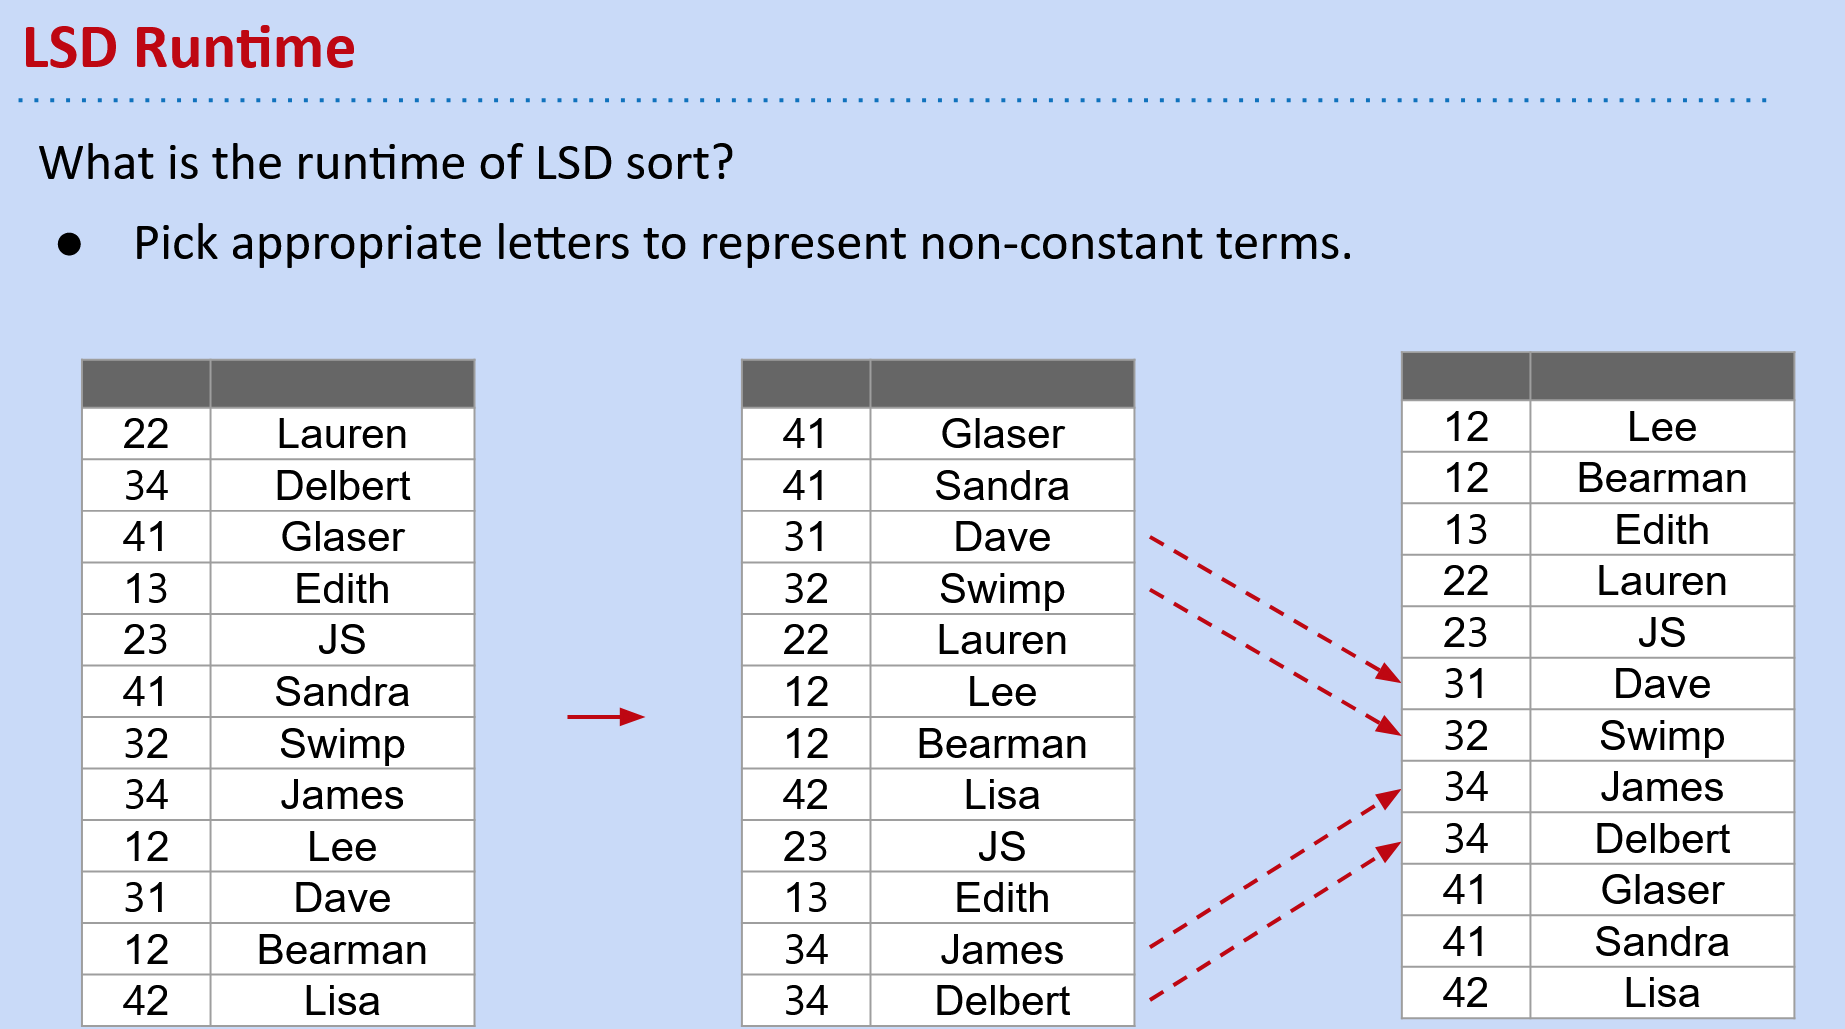 LSD Runtime
What is the runtime of LSD sort?
● Pick appropriate letters to represent non-constant terms.
22 Lauren
34 Delbert
41 Glaser
13 Edith
23 JS
41 Sandra
32 Swimp
34 James
12 Lee
31 Dave
12 Bearman
42 Lisa
41 Glaser
41 Sandra
31 Dave
32 Swimp
22 Lauren
12 Lee
12 Bearman
42 Lisa
23 JS
13 Edith
34 James
34 Delbert
12 Lee
12 Bearman
13 Edith
22 Lauren
23 JS
31 Dave
32 Swimp
34 James
34 Delbert
41 Glaser
41 Sandra
42 Lisa